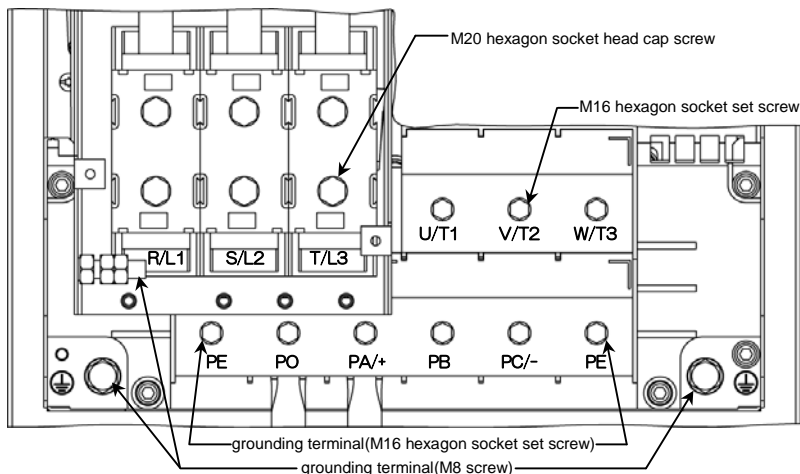 M20 hexagon socket head cap screw
M16 hexagon socket set screw
U/T1 V/T2 W/T3
R/L1 S/L2 T/L3
PE PO PA/+ PB PC/- PE
grounding terminal(M16 hexagon socket set screw)
grounding terminal(M8 screw)